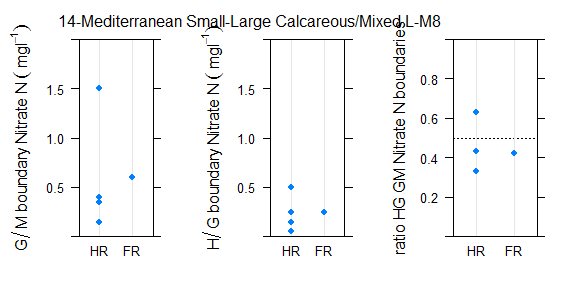 14-Mediterranean Small-Large Calcareous/Mixed L-M8
G/M boundary Nitrate N ( mgl⁻¹)
1.5
1.0
0.5
HR FR
H/G boundary Nitrate N ( mgl⁻¹)
1.5
1.0
0.5
HR FR
ratio HG GM Nitrate N boundaries
0.8
0.6
0.4
0.2
HR FR